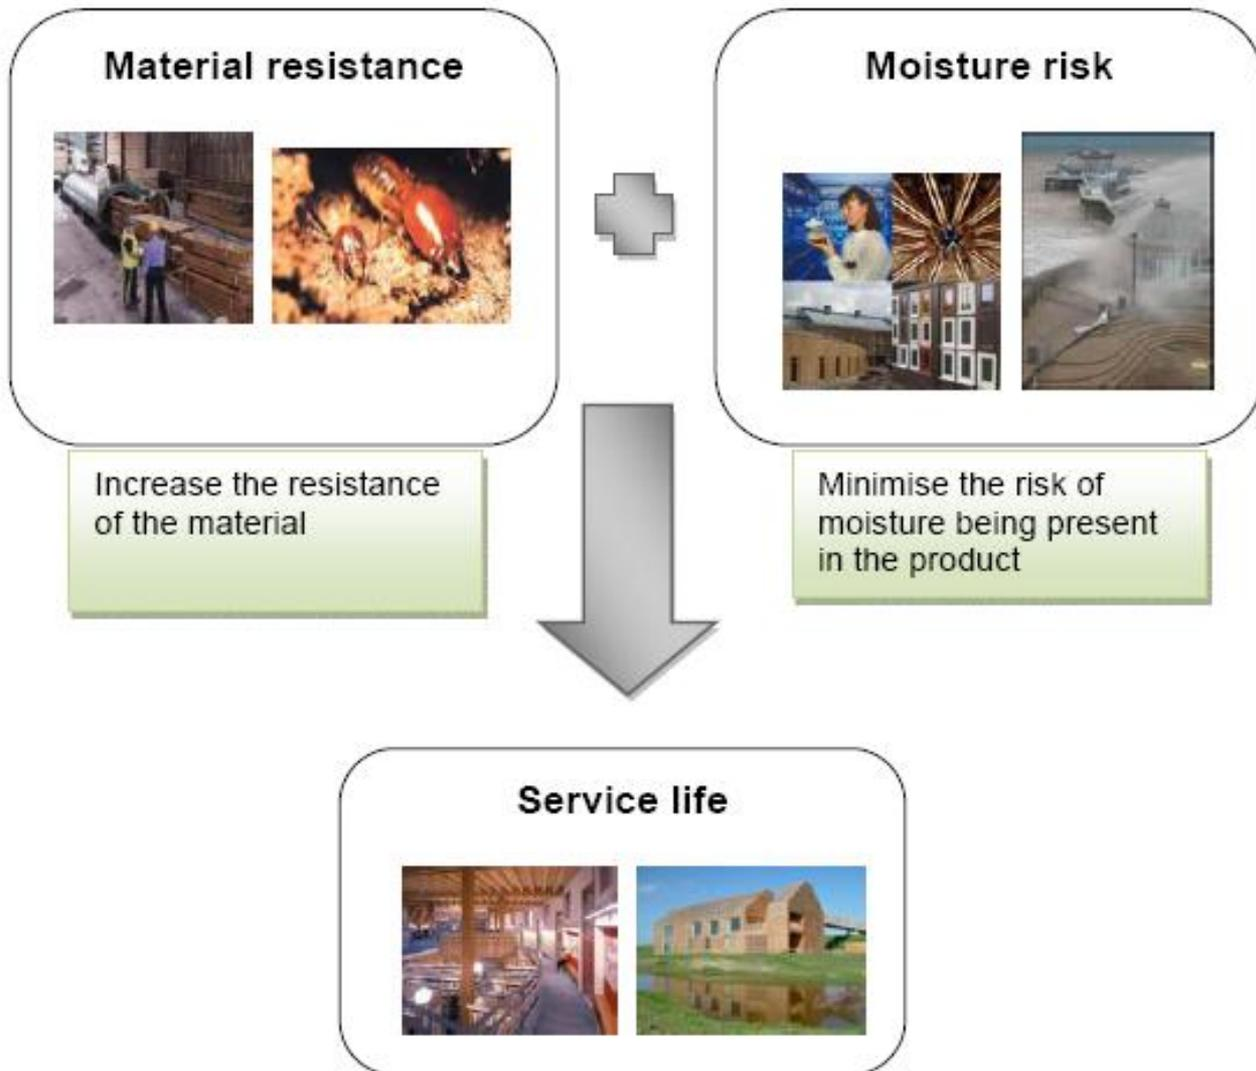 Material resistance
Moisture risk
Increase the resistance
of the material
Minimise the risk of
moisture being present
in the product
Service life